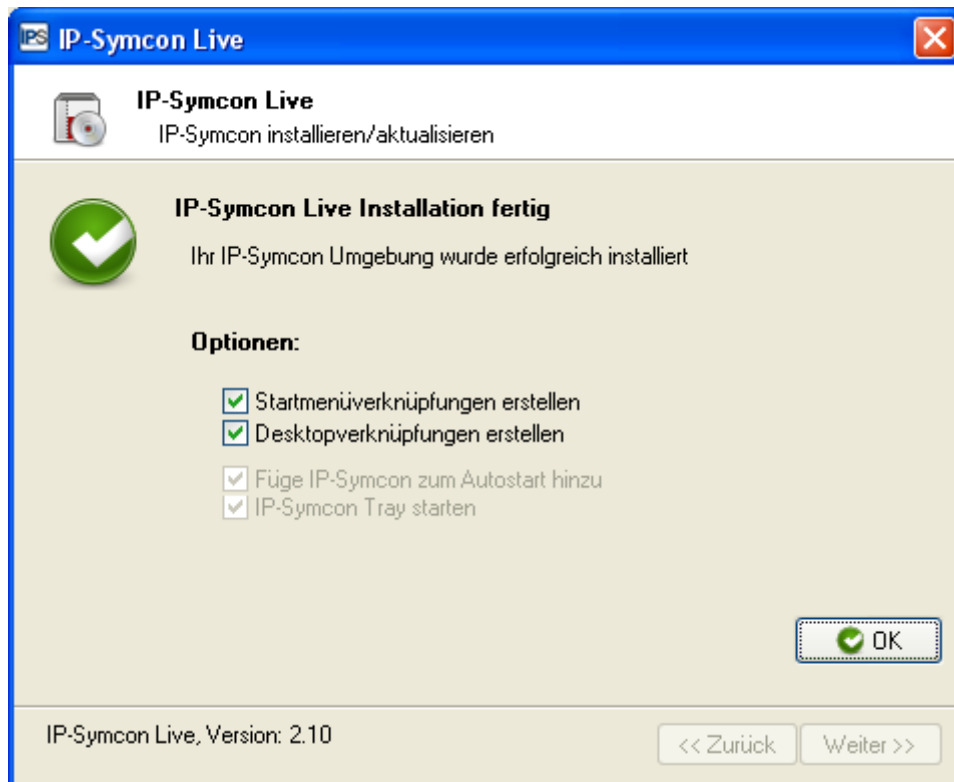 IPS IP-Symcon Live
IP-Symcon Live
IP-Symcon installieren/aktualisieren
IP-Symcon Live Installation fertig
Ihr IP-Symcon Umgebung wurde erfolgreich installiert
Optionen:
Startmenüverknüpfungen erstellen
Desktopverknüpfungen erstellen
Füge IP-Symcon zum Autostart hinzu
IP-Symcon Tray starten
OK
IP-Symcon Live, Version: 2.10
<< Zurück
Weiter >>